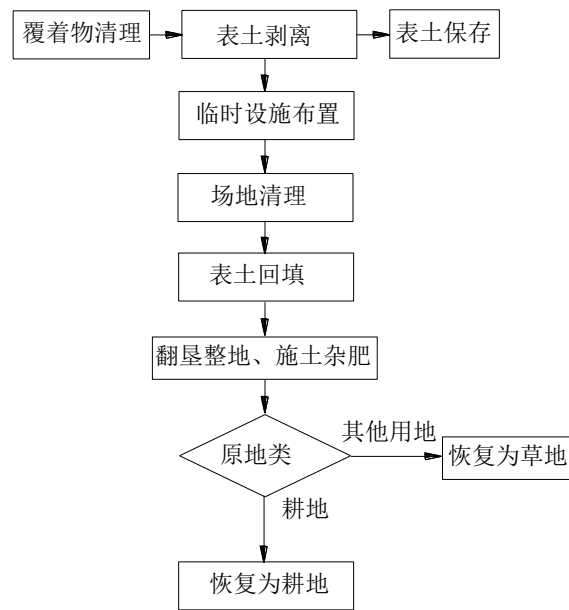 覆着物清理
表土剥离
表土保存
临时设施布置
场地清理
表土回填
翻垦整地、施土杂肥
原地类
其他用地
恢复为草地
耕地
恢复为耕地